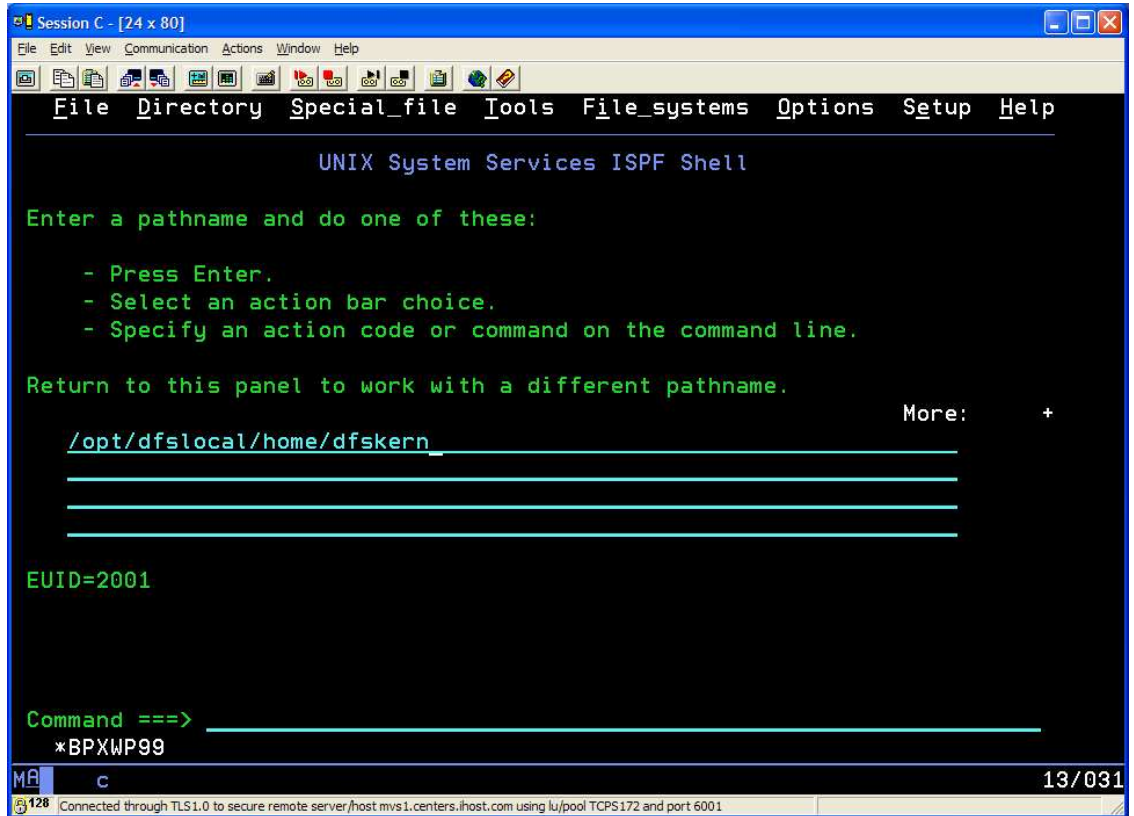 Session C - [24 x 80]
File Edit View Communication Actions Window Help
File Directory Special_file Tools File_systems Options Setup Help
UNIX System Services ISPF Shell
Enter a pathname and do one of these:
- Press Enter.
- Select an action bar choice.
- Specify an action code or command on the command line.
Return to this panel to work with a different pathname.
More: +
/opt/dfslocal/home/dfskern_
EUID=2001
Command ===>
*BPXWP99
MA c 13/031
128 Connected through TLS1.0 to secure remote server/host mvs1.centers.ihost.com using lu/pool TCPS172 and port 6001